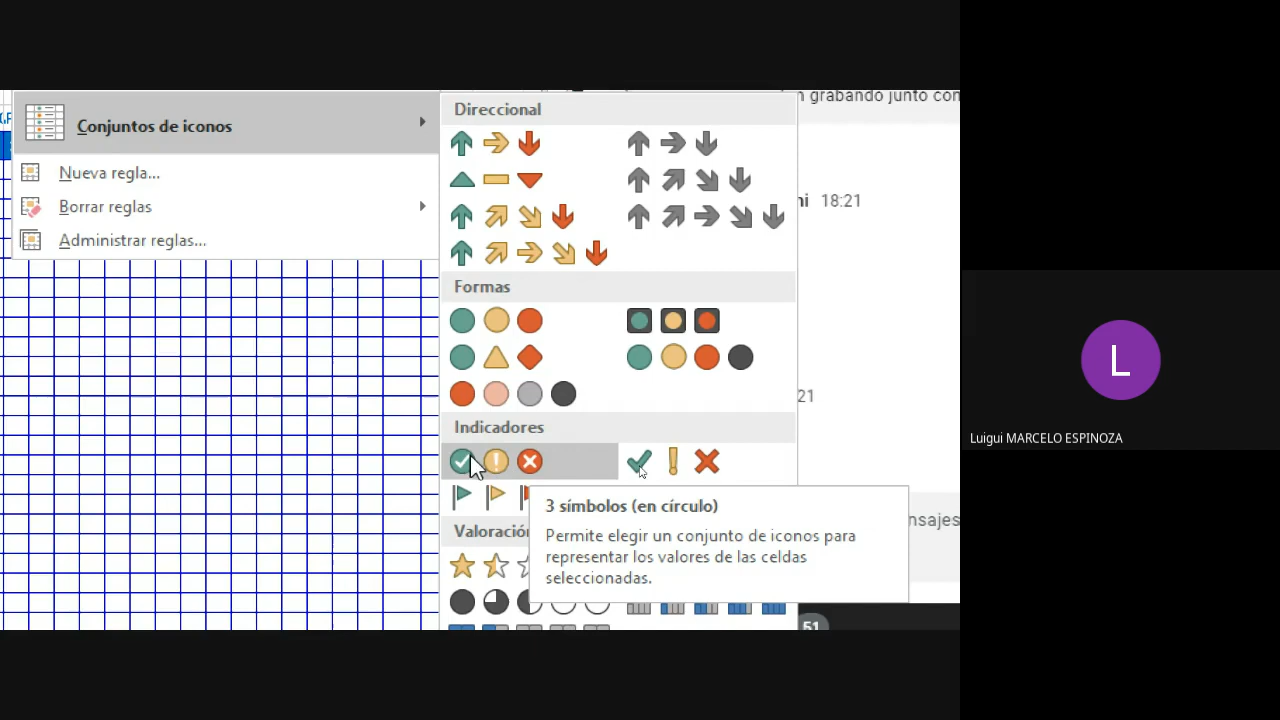 Conjuntos de iconos
Nueva regla...
Borrar reglas
Administrar reglas...
Direccional
Formas
Indicadores
Valoració
3 símbolos (en círculo)
Permite elegir un conjunto de iconos para
representar los valores de las celdas
seleccionadas.
grabando junto con
ni 18:21
21
nsajes
51
L
Luigui MARCELO ESPINOZA